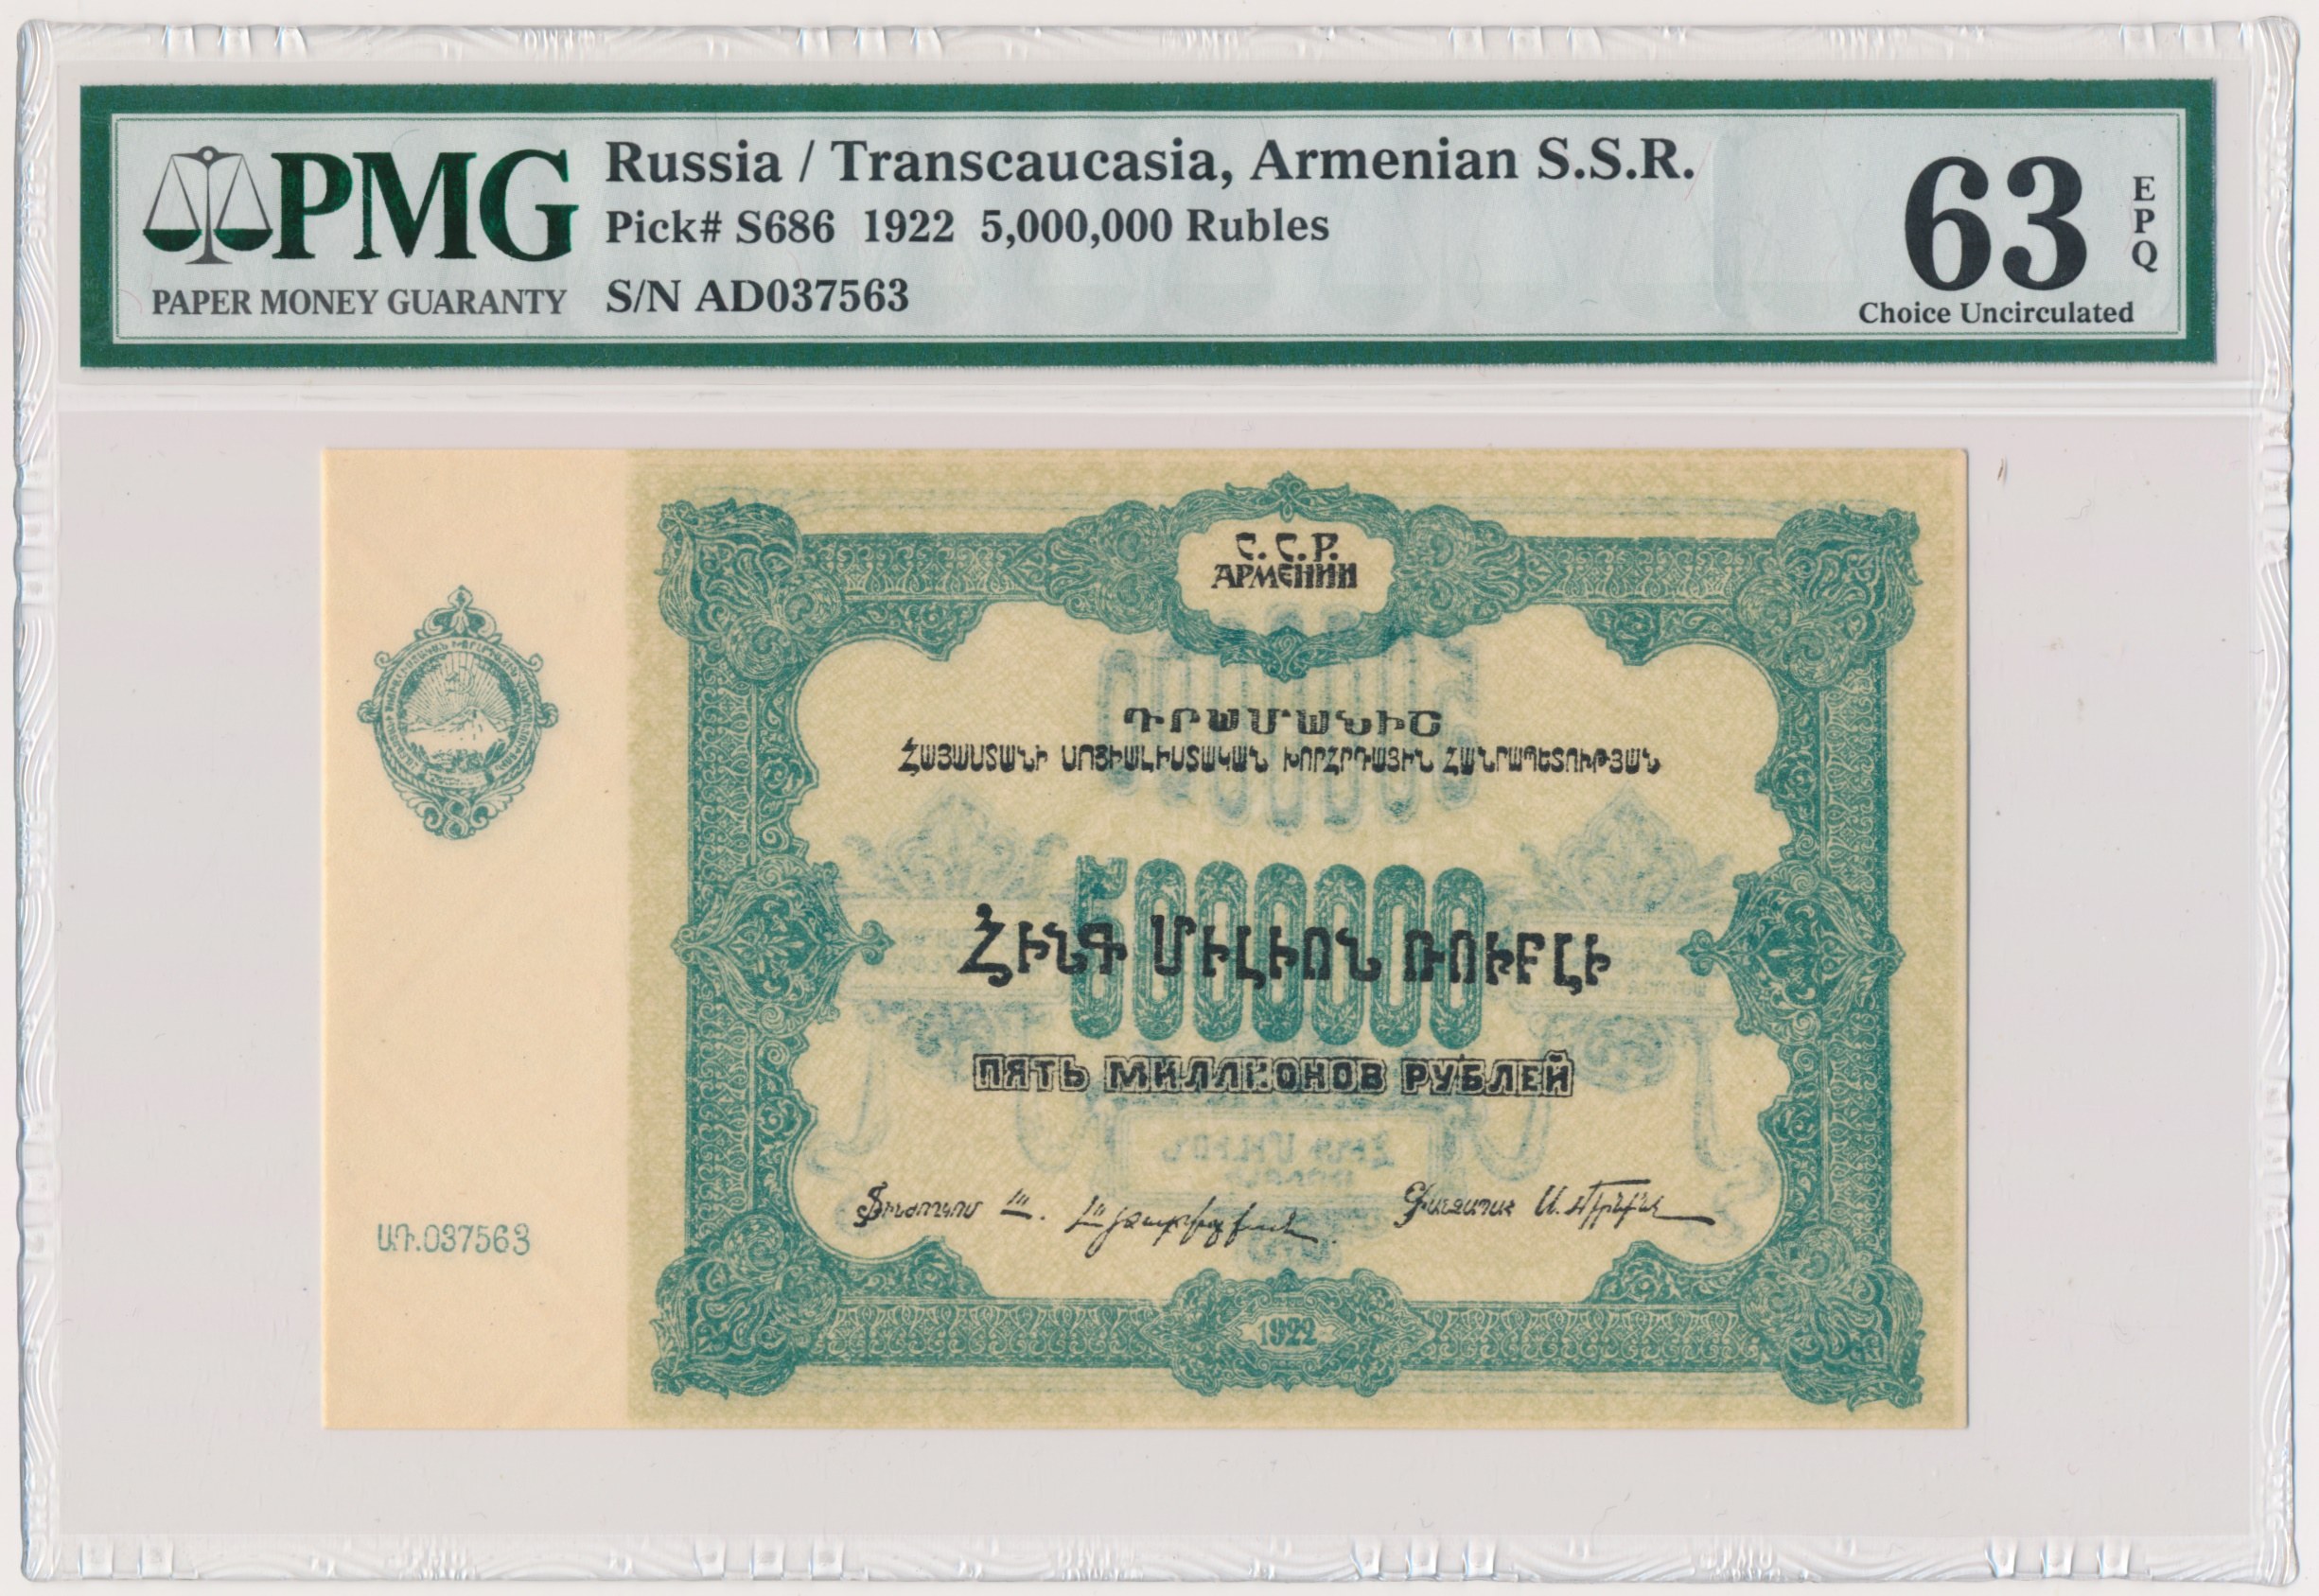 PMG
PAPER MONEY GUARANTY
Russia / Transcaucasia, Armenian S.S.R.
Pick# S686 1922 5,000,000 Rubles
S/N AD037563
63
EPQ
Choice Uncirculated
С. С. Р.
АРМЕНИИ
ԴՐԱՄԱՆԻՇ
ՀԱՅԱՍՏԱՆԻ ՍՈՑԻԱԼԻՍՏԱԿԱՆ ԽՈՐՀՐԴԱՅԻՆ ՀԱՆՐԱՊԵՏՈՒԹՅԱՆ
5000000
ՀԻՆԳ ՄԻԼԻՈՆ ՌՈՒԲԼԻ
ПЯТЬ МИЛЛИОНОВ РУБЛЕЙ
ԱԴ.037563
1922